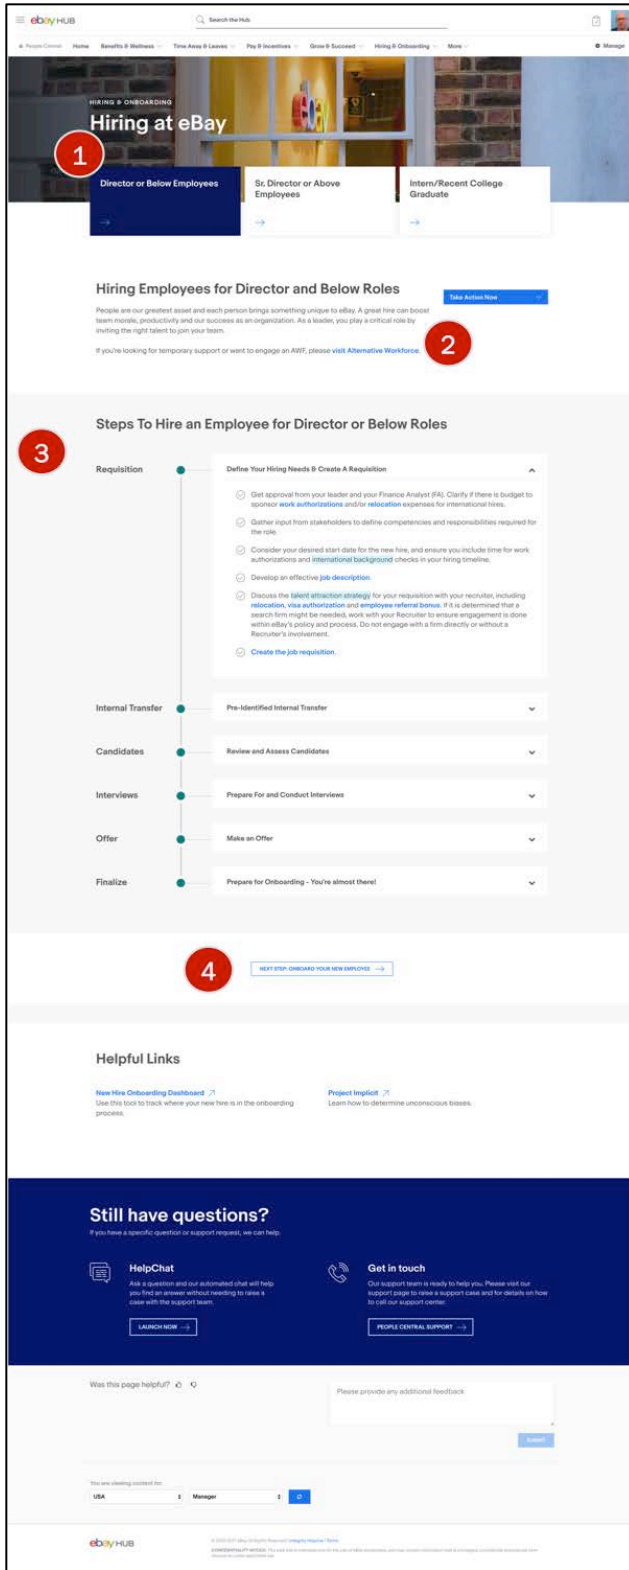 ebay HUB
Search the Hub
People Central Home Benefits & Wellness Time Away & Leaves Pay & Incentives Grow & Succeed Hiring & Onboarding More Manage
HIRING & ONBOARDING
ebay
Hiring at eBay
1
Director or Below Employees
Sr. Director or Above
Employees
Intern/Recent College
Graduate
Hiring Employees for Director and Below Roles
Take Action Now
People are our greatest asset and each person brings something unique to eBay. A great hire can boost
team morale, productivity and our success as an organization. As a leader, you play a critical role by
inviting the right talent to join your team.
2
If you're looking for temporary support or want to engage an AWF, please visit Alternative Workforce.
Steps To Hire an Employee for Director or Below Roles
3
Requisition
Define Your Hiring Needs & Create A Requisition
Get approval from your leader and your Finance Analyst (FA). Clarify if there is budget to
sponsor work authorizations and/or relocation expenses for international hires.
Gather input from stakeholders to define competencies and responsibilities required for
the role.
Consider your desired start date for the new hire, and ensure you include time for work
authorizations and international background checks in your hiring timeline.
Develop an effective job description.
Discuss the talent attraction strategy for your requisition with your recruiter, including
relocation, visa authorization and employee referral bonus. If it is determined that a
search firm might be needed, work with your Recruiter to ensure engagement is done
within eBay's policy and process. Do not engage with a firm directly or without a
Recruiter's involvement.
Create the job requisition.
Internal Transfer
Pre-Identified Internal Transfer
Candidates
Review and Assess Candidates
Interviews
Prepare For and Conduct Interviews
Offer
Make an Offer
Finalize
Prepare for Onboarding - You're almost there!
4
NEXT STEP: ONBOARD YOUR NEW EMPLOYEE
Helpful Links
New Hire Onboarding Dashboard
Use this tool to track where your new hire is in the onboarding
process.
Project Implicit
Learn how to determine unconscious biases.
Still have questions?
If you have a specific question or support request, we can help.
HelpChat
Ask a question and our automated chat will help
you find an answer without needing to raise a
case with the support team.
LAUNCH NOW
Get in touch
Our support team is ready to help you. Please visit our
support page to raise a support case and for details on how
to call our support center.
PEOPLE CENTRAL SUPPORT
Was this page helpful?
Please provide any additional feedback
SUBMIT
You are viewing content for:
USA
Manager
ebay HUB